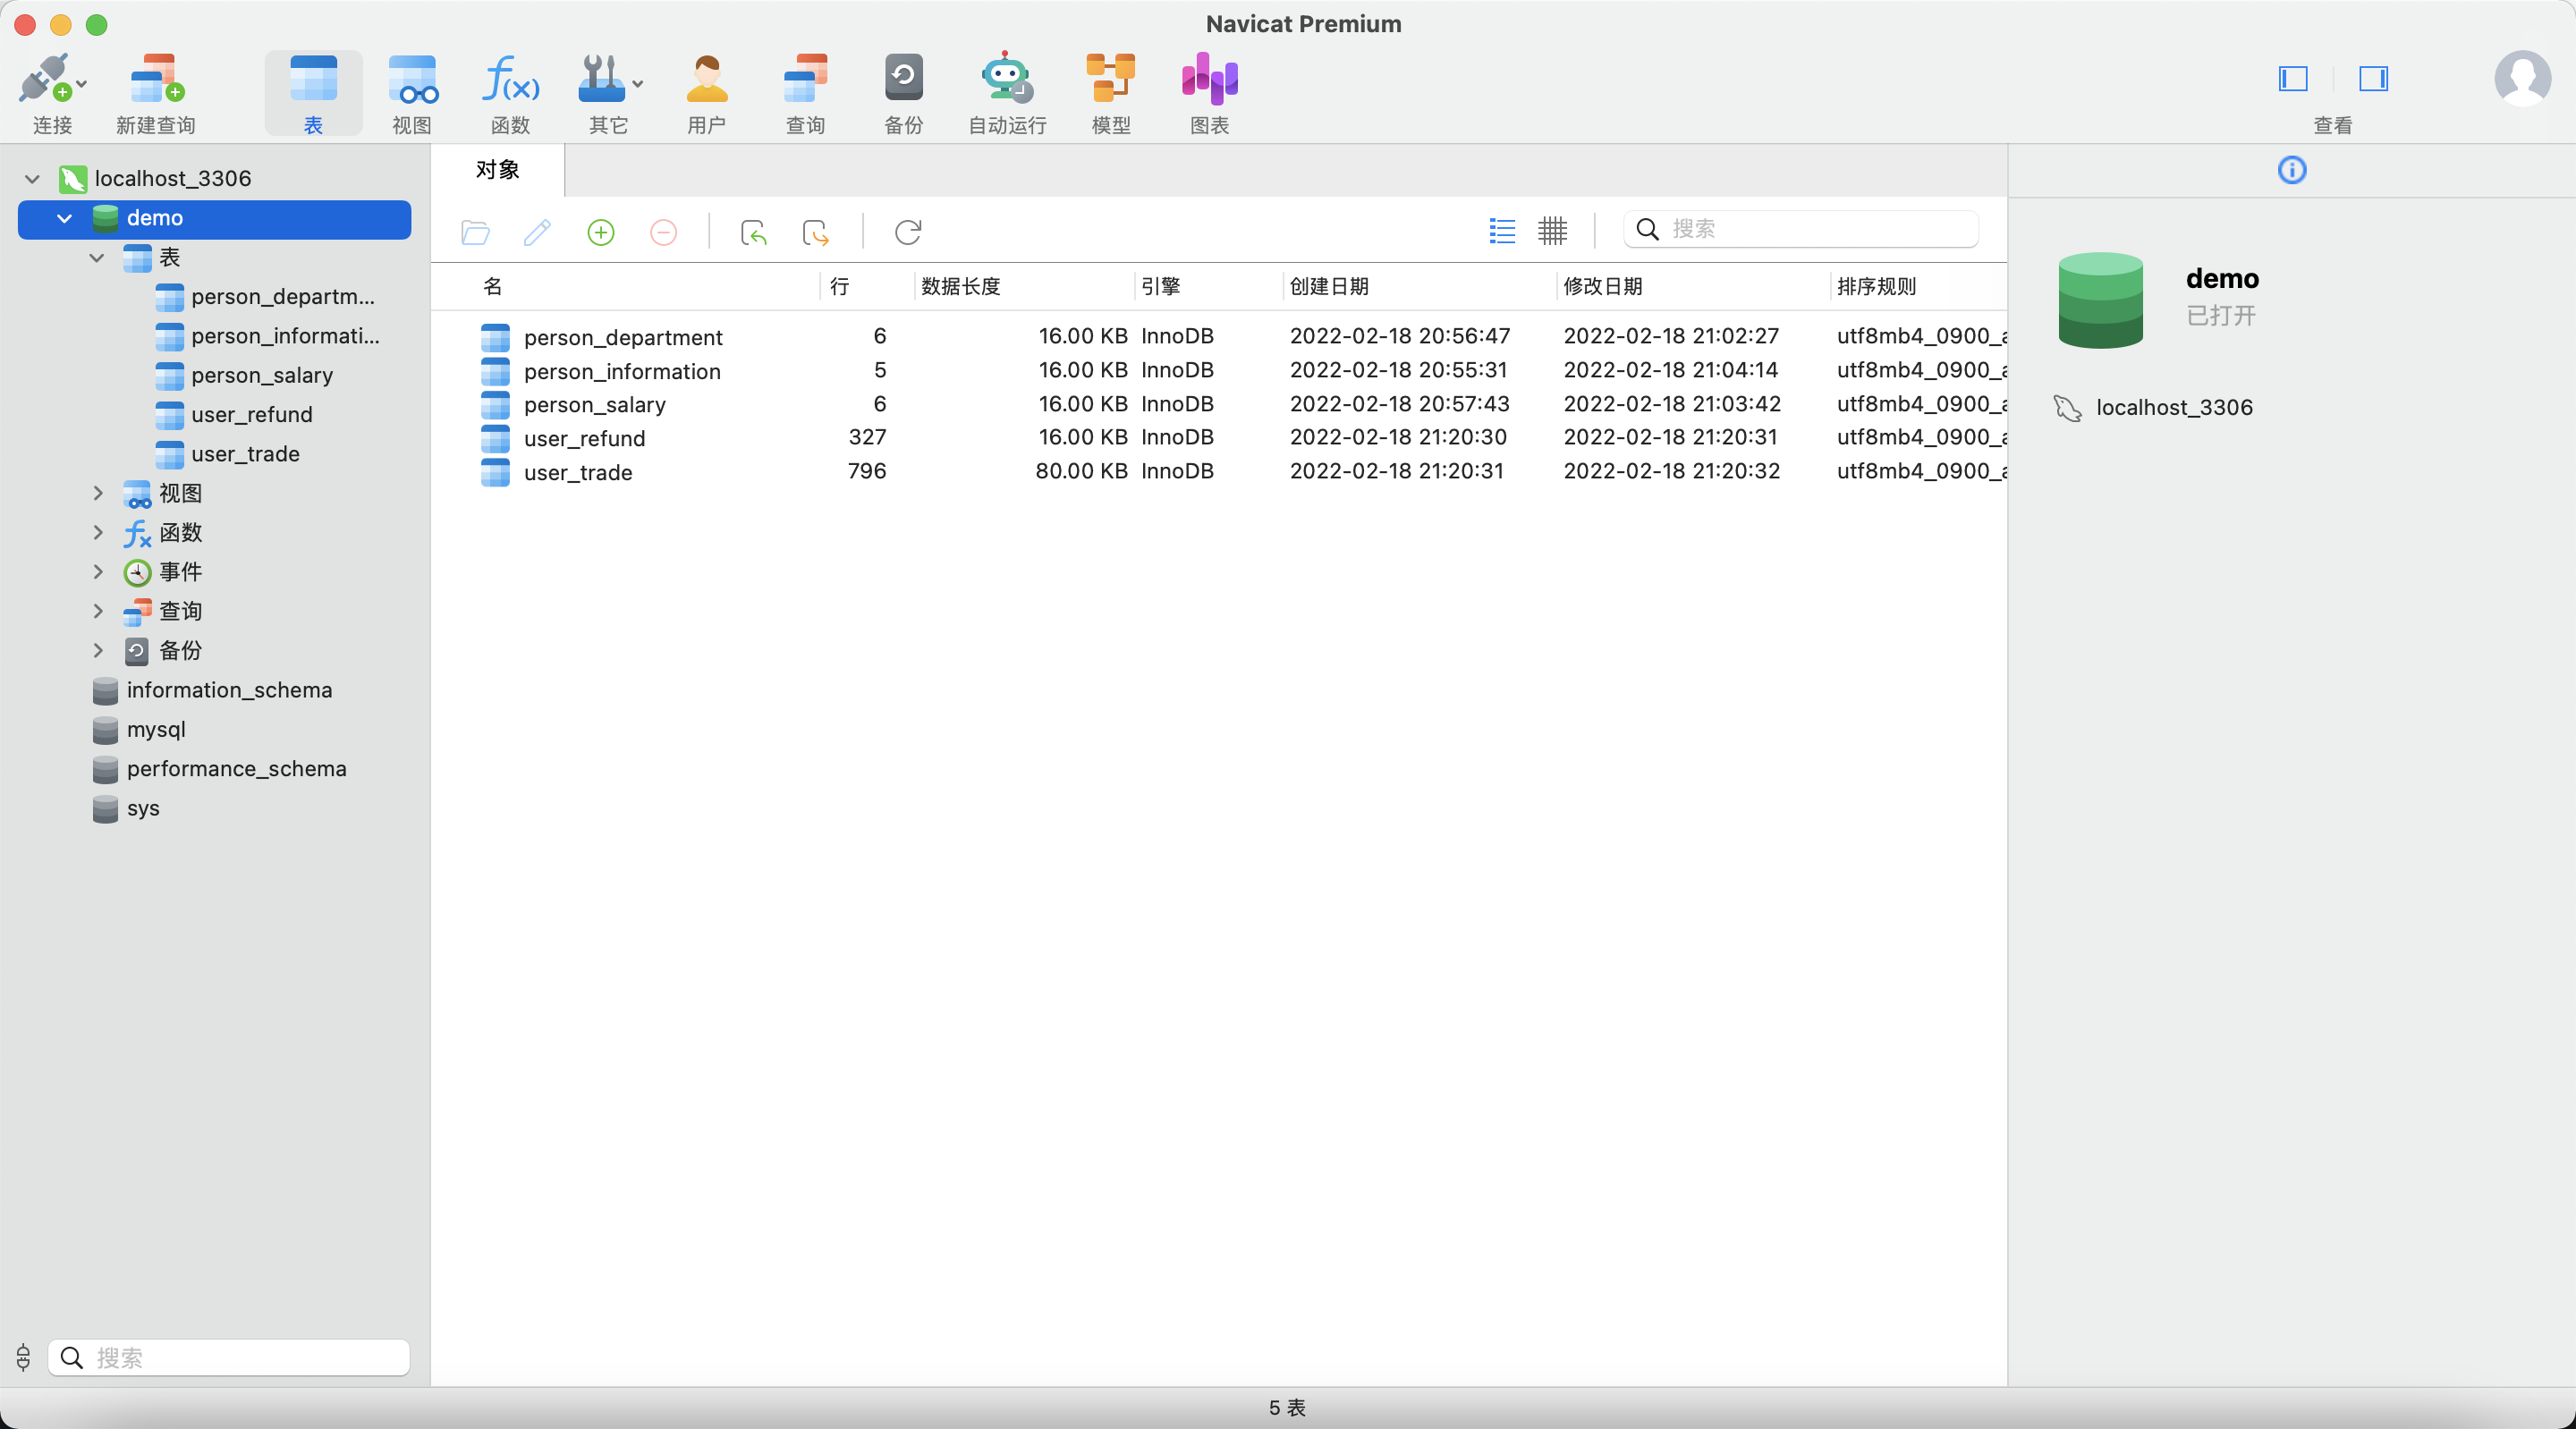 Navicat Premium
连接
新建查询
表
视图
函数
其它
用户
查询
备份
自动运行
模型
图表
查看
localhost_3306
demo
表
person_departm...
person_informati...
person_salary
user_refund
user_trade
视图
函数
事件
查询
备份
information_schema
mysql
performance_schema
sys
搜索
对象
搜索
名 行 数据长度 引擎 创建日期 修改日期 排序规则
person_department 6 16.00 KB InnoDB 2022-02-18 20:56:47 2022-02-18 21:02:27 utf8mb4_0900_a
person_information 5 16.00 KB InnoDB 2022-02-18 20:55:31 2022-02-18 21:04:14 utf8mb4_0900_a
person_salary 6 16.00 KB InnoDB 2022-02-18 20:57:43 2022-02-18 21:03:42 utf8mb4_0900_a
user_refund 327 16.00 KB InnoDB 2022-02-18 21:20:30 2022-02-18 21:20:31 utf8mb4_0900_a
user_trade 796 80.00 KB InnoDB 2022-02-18 21:20:31 2022-02-18 21:20:32 utf8mb4_0900_a
demo
已打开
localhost_3306
5 表